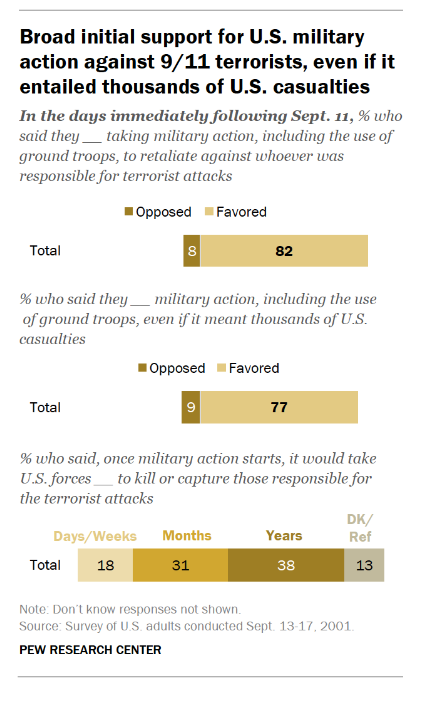 Broad initial support for U.S. military
action against 9/11 terrorists, even if it
entailed thousands of U.S. casualties
In the days immediately following Sept. 11, % who
said they __ taking military action, including the use of
ground troops, to retaliate against whoever was
responsible for terrorist attacks
Opposed Favored
Total 8 82
% who said they __ military action, including the use
of ground troops, even if it meant thousands of U.S.
casualties
Opposed Favored
Total 9 77
% who said, once military action starts, it would take
U.S. forces __ to kill or capture those responsible for
the terrorist attacks
Days/Weeks Months Years DK/
Ref
Total 18 31 38 13
Note: Don't know responses not shown.
Source: Survey of U.S. adults conducted Sept. 13-17, 2001.
PEW RESEARCH CENTER